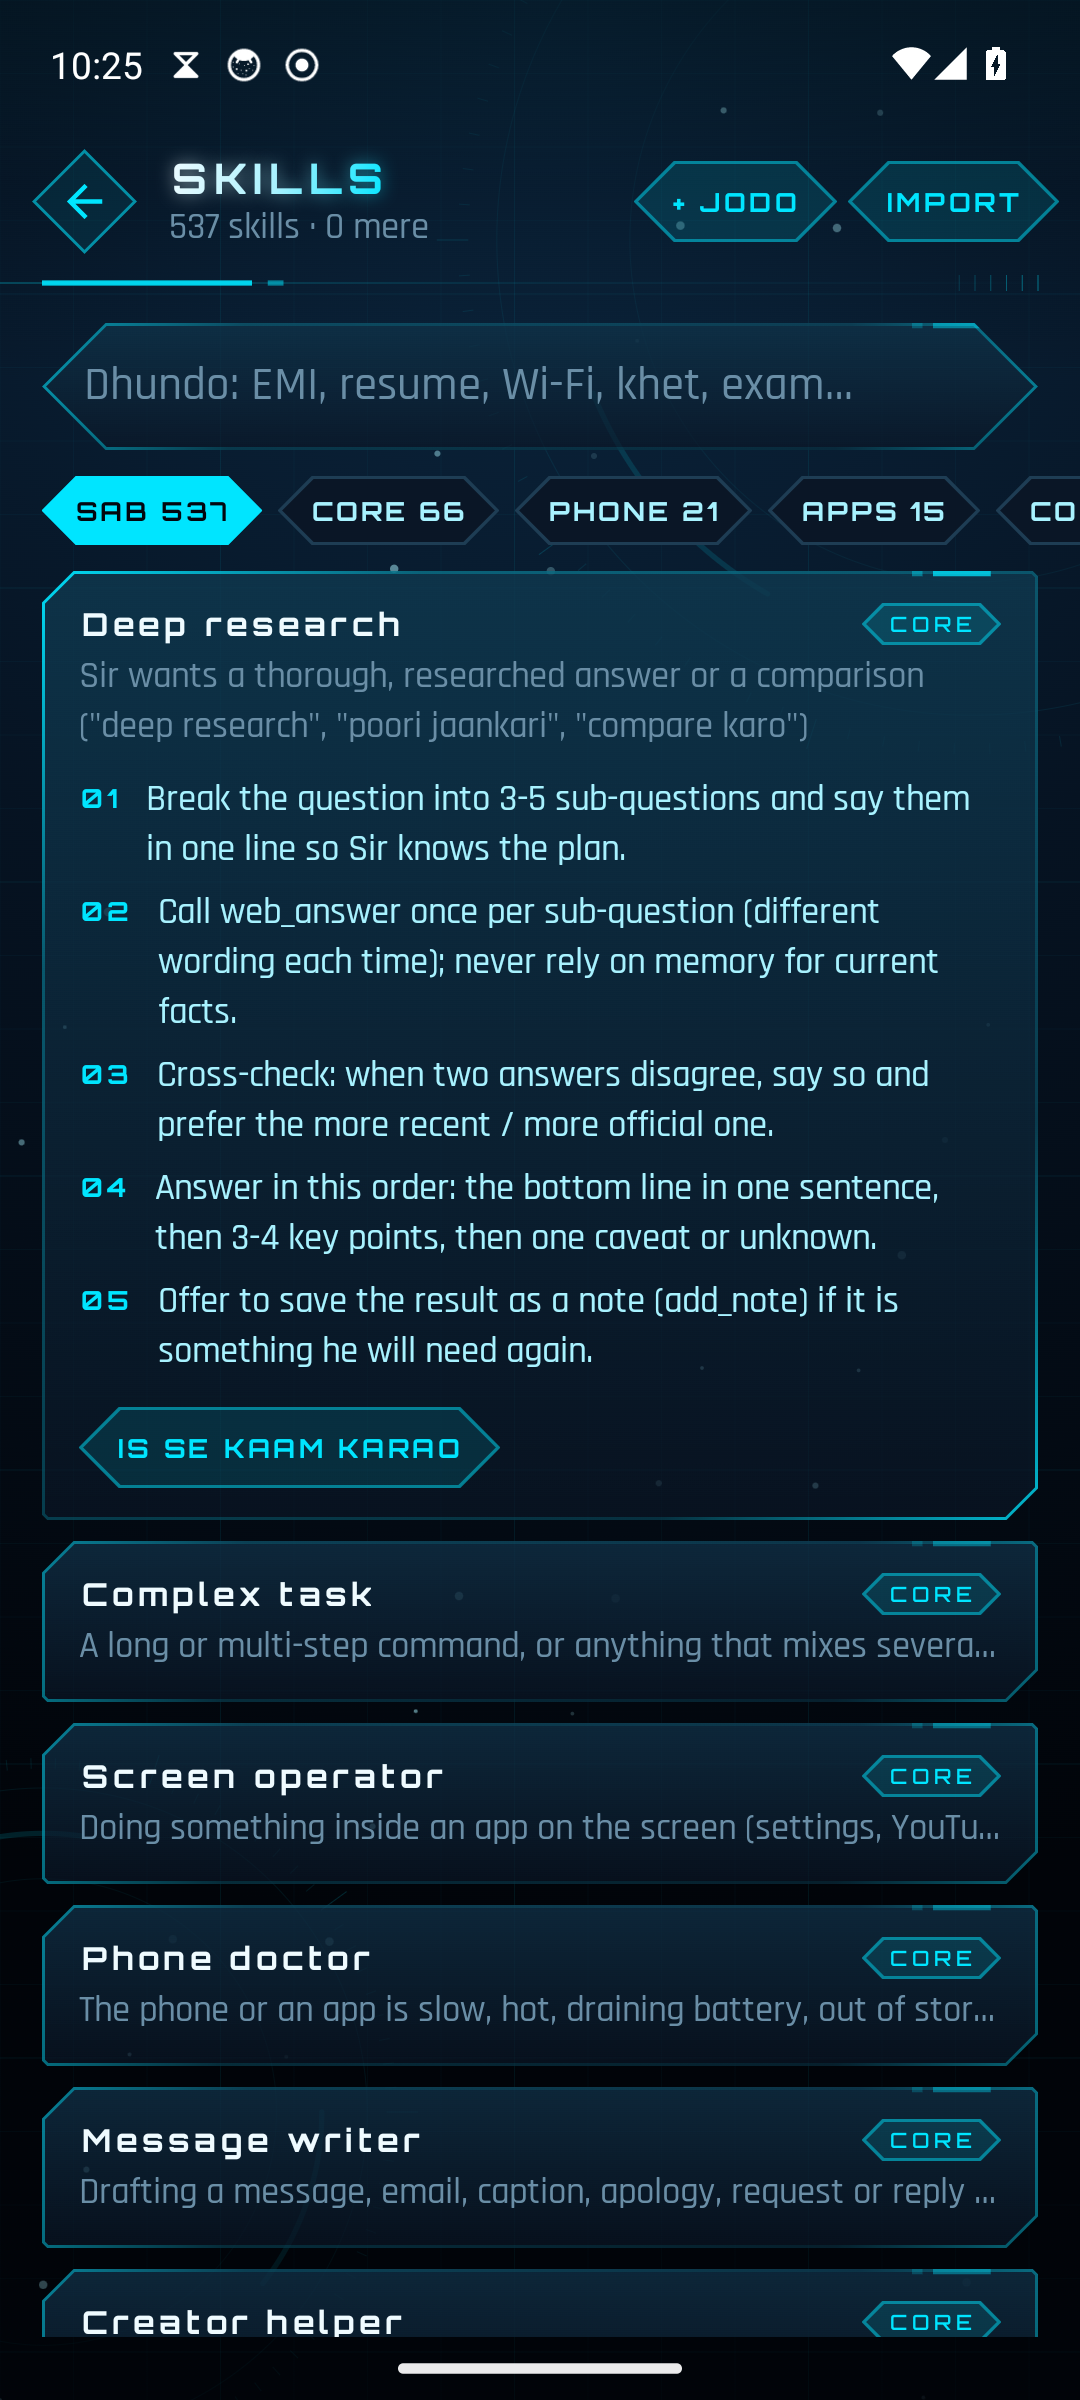 10:25
SKILLS
537 skills · 0 mere
+ JODO
IMPORT
Dhundo: EMI, resume, Wi-Fi, khet, exam...
SAB 537
CORE 66
PHONE 21
APPS 15
CO
Deep research
CORE
Sir wants a thorough, researched answer or a comparison
("deep research", "poori jaankari", "compare karo")
01 Break the question into 3-5 sub-questions and say them
in one line so Sir knows the plan.
02 Call web_answer once per sub-question (different
wording each time); never rely on memory for current
facts.
03 Cross-check: when two answers disagree, say so and
prefer the more recent / more official one.
04 Answer in this order: the bottom line in one sentence,
then 3-4 key points, then one caveat or unknown.
05 Offer to save the result as a note (add_note) if it is
something he will need again.
IS SE KAAM KARAO
Complex task
CORE
A long or multi-step command, or anything that mixes severa...
Screen operator
CORE
Doing something inside an app on the screen (settings, YouTu...
Phone doctor
CORE
The phone or an app is slow, hot, draining battery, out of stor...
Message writer
CORE
Drafting a message, email, caption, apology, request or reply ...
Creator helper
CORE